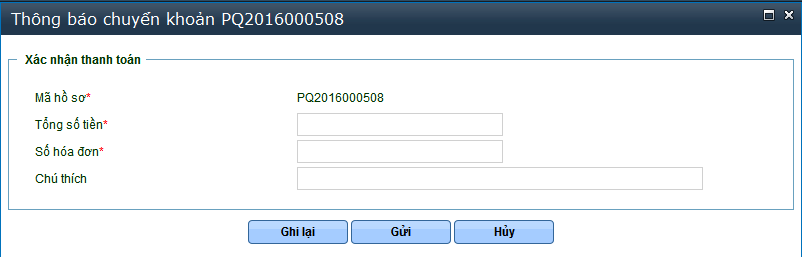 Thông báo chuyển khoản PQ2016000508
Xác nhận thanh toán
Mã hồ sơ* PQ2016000508
Tổng số tiền*
Số hóa đơn*
Chú thích
Ghi lại Gửi Hủy